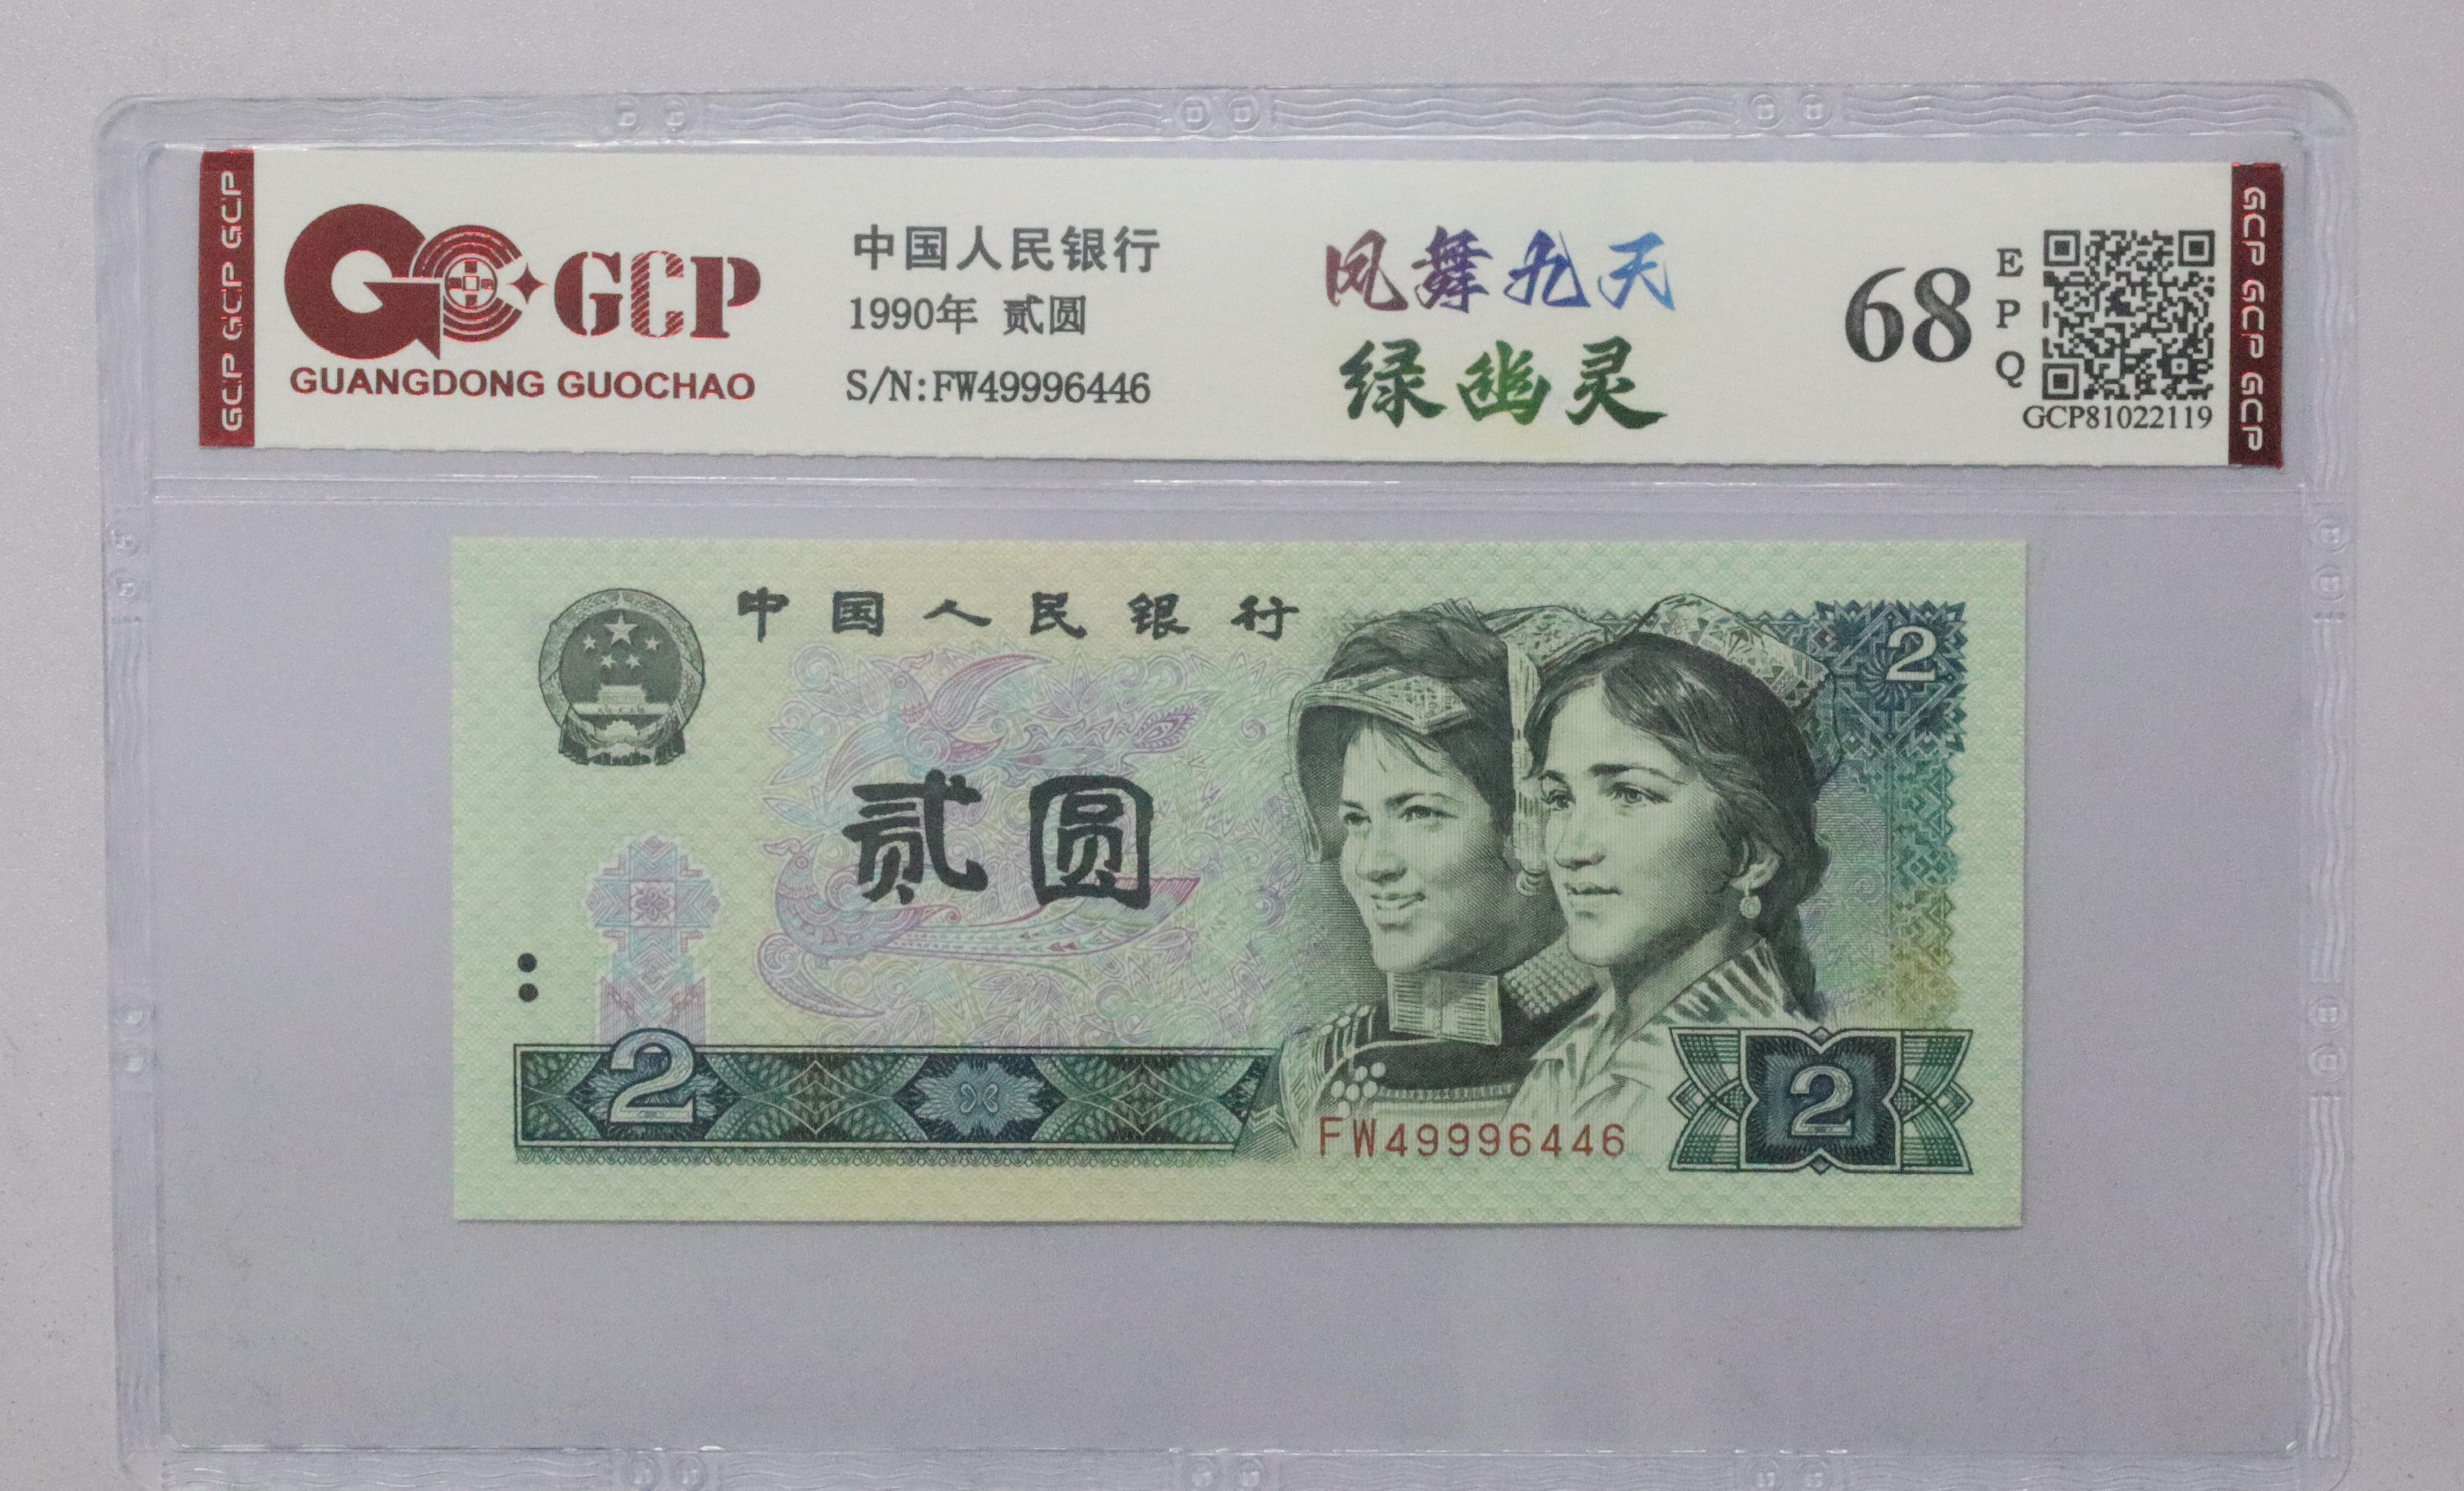 GCP GCP GCP
GCP
GUANGDONG GUOCHAO
中国人民银行
1990年 贰圆
S/N:FW49996446
凤舞九天
绿幽灵
68
E
P
Q
GCP81022119
GCP GCP GCP
中国人民银行
2
贰圆
2
FW49996446
2